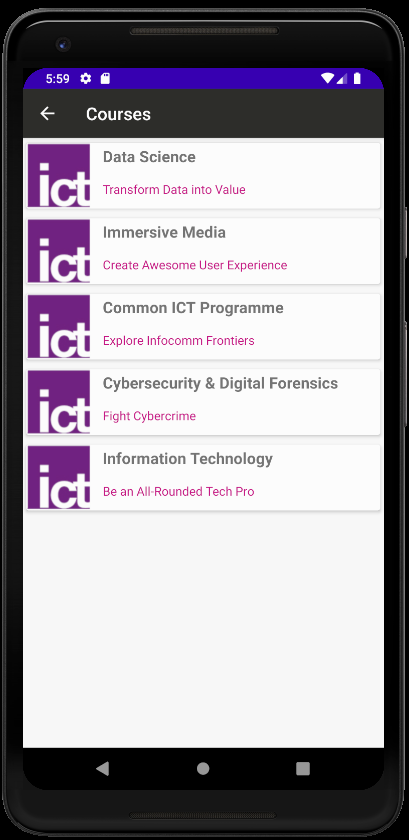 5:59
Courses
ict
Data Science
Transform Data into Value
ict
Immersive Media
Create Awesome User Experience
ict
Common ICT Programme
Explore Infocomm Frontiers
ict
Cybersecurity & Digital Forensics
Fight Cybercrime
ict
Information Technology
Be an All-Rounded Tech Pro